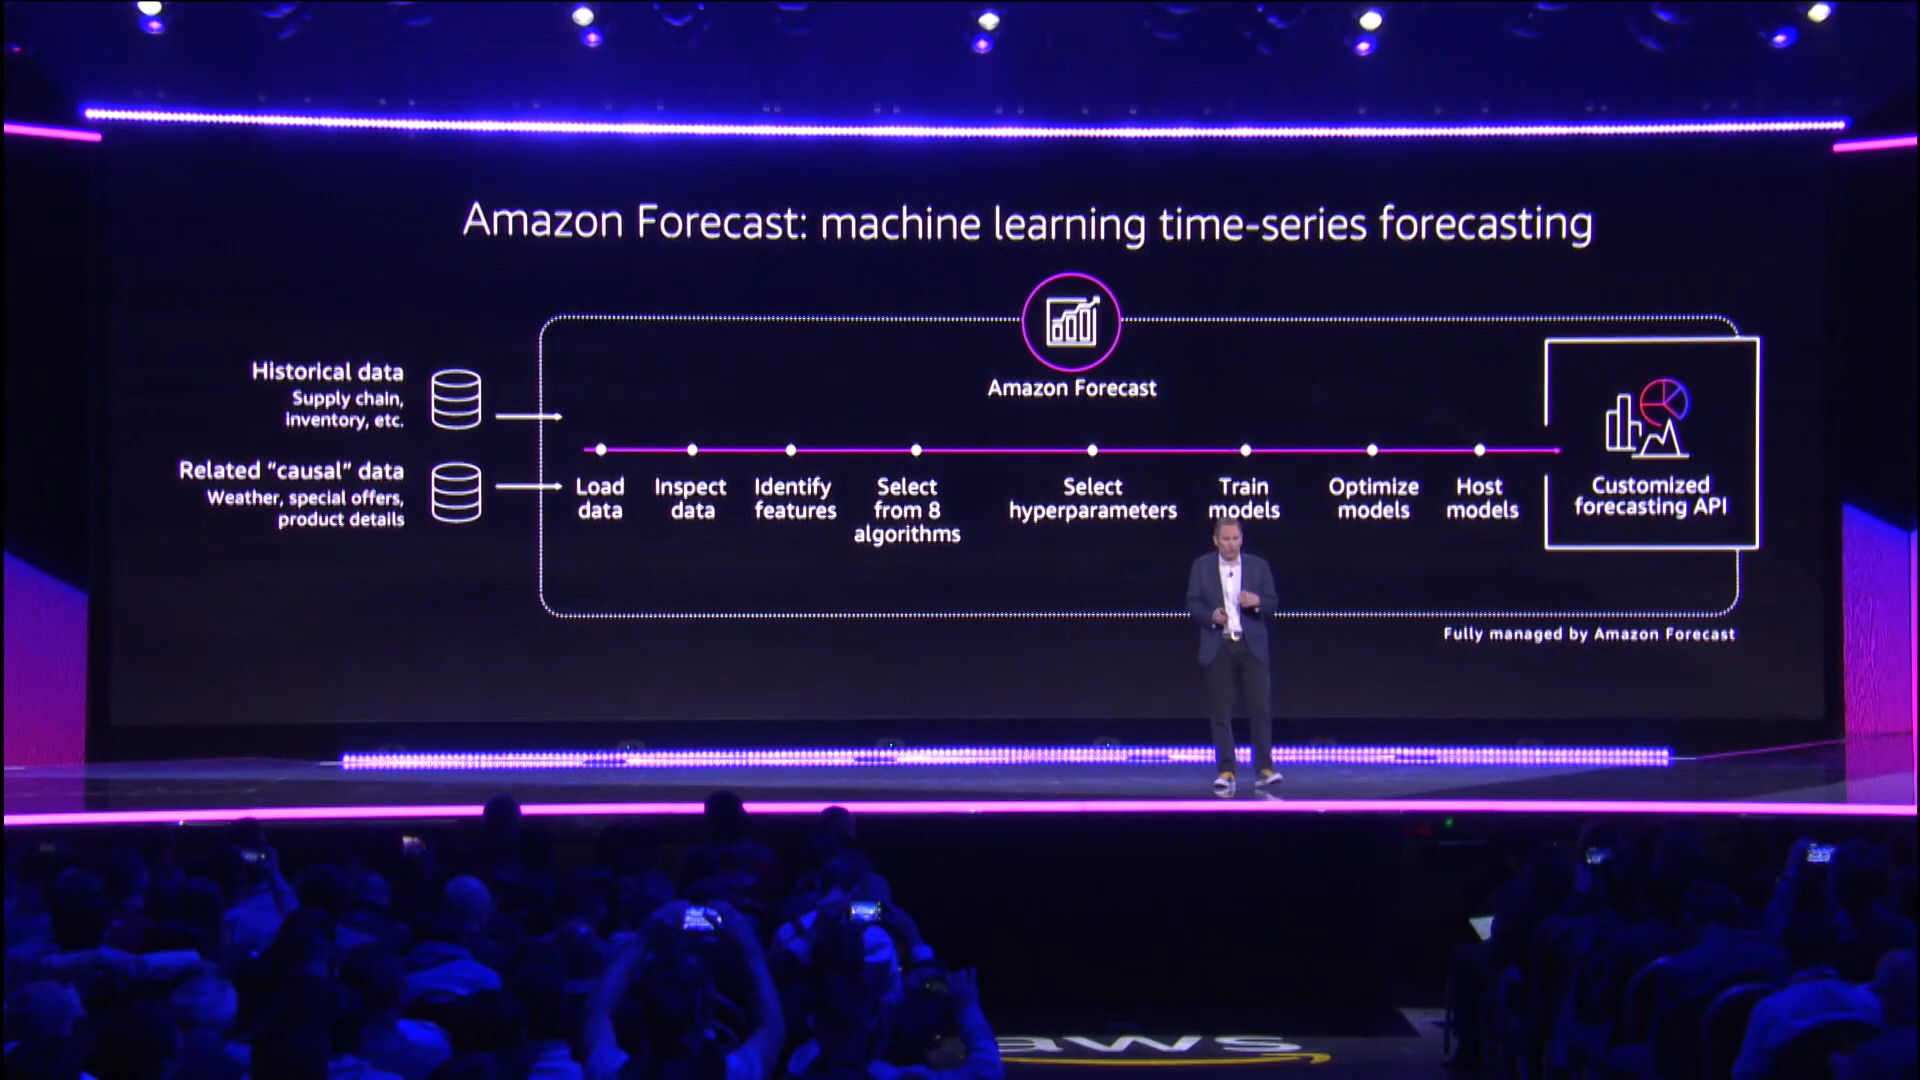 Amazon Forecast: machine learning time-series forecasting
Amazon Forecast
Historical data
Supply chain,
inventory, etc.
Related “causal” data
Weather, special offers,
product details
Load
data
Inspect
data
Identify
features
Select
from 8
algorithms
Select
hyperparameters
Train
models
Optimize
models
Host
models
Customized
forecasting API
Fully managed by Amazon Forecast
aws